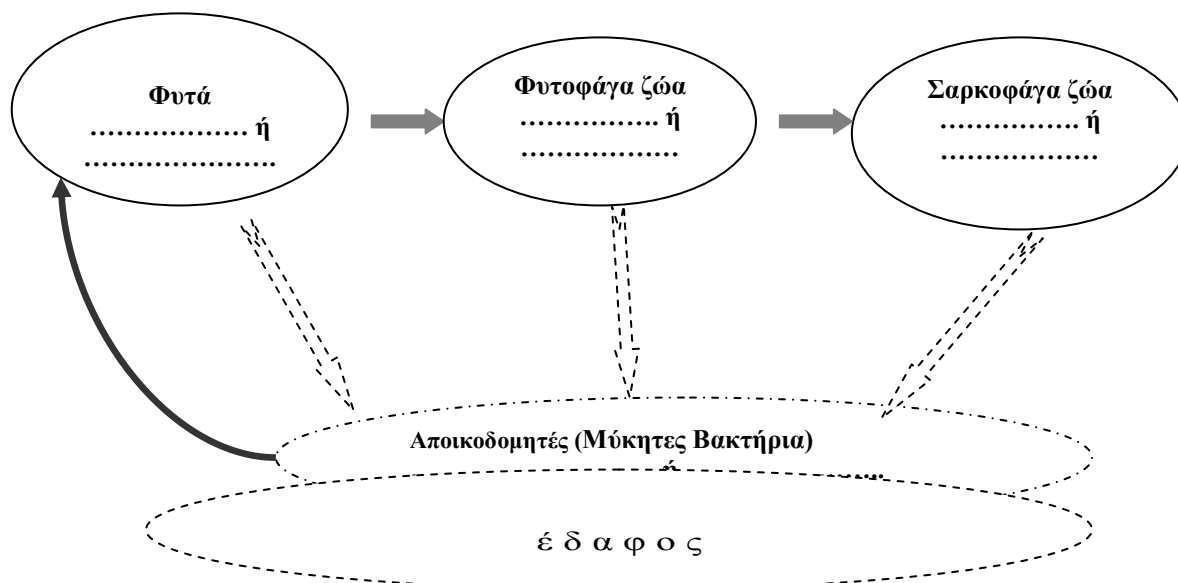 Φυτά
……………… ή
………………….
Φυτοφάγα ζώα
……………. ή
………………
Σαρκοφάγα ζώα
……………. ή
………………
Αποικοδομητές (Μύκητες Βακτήρια)
έ δ α φ ο ς